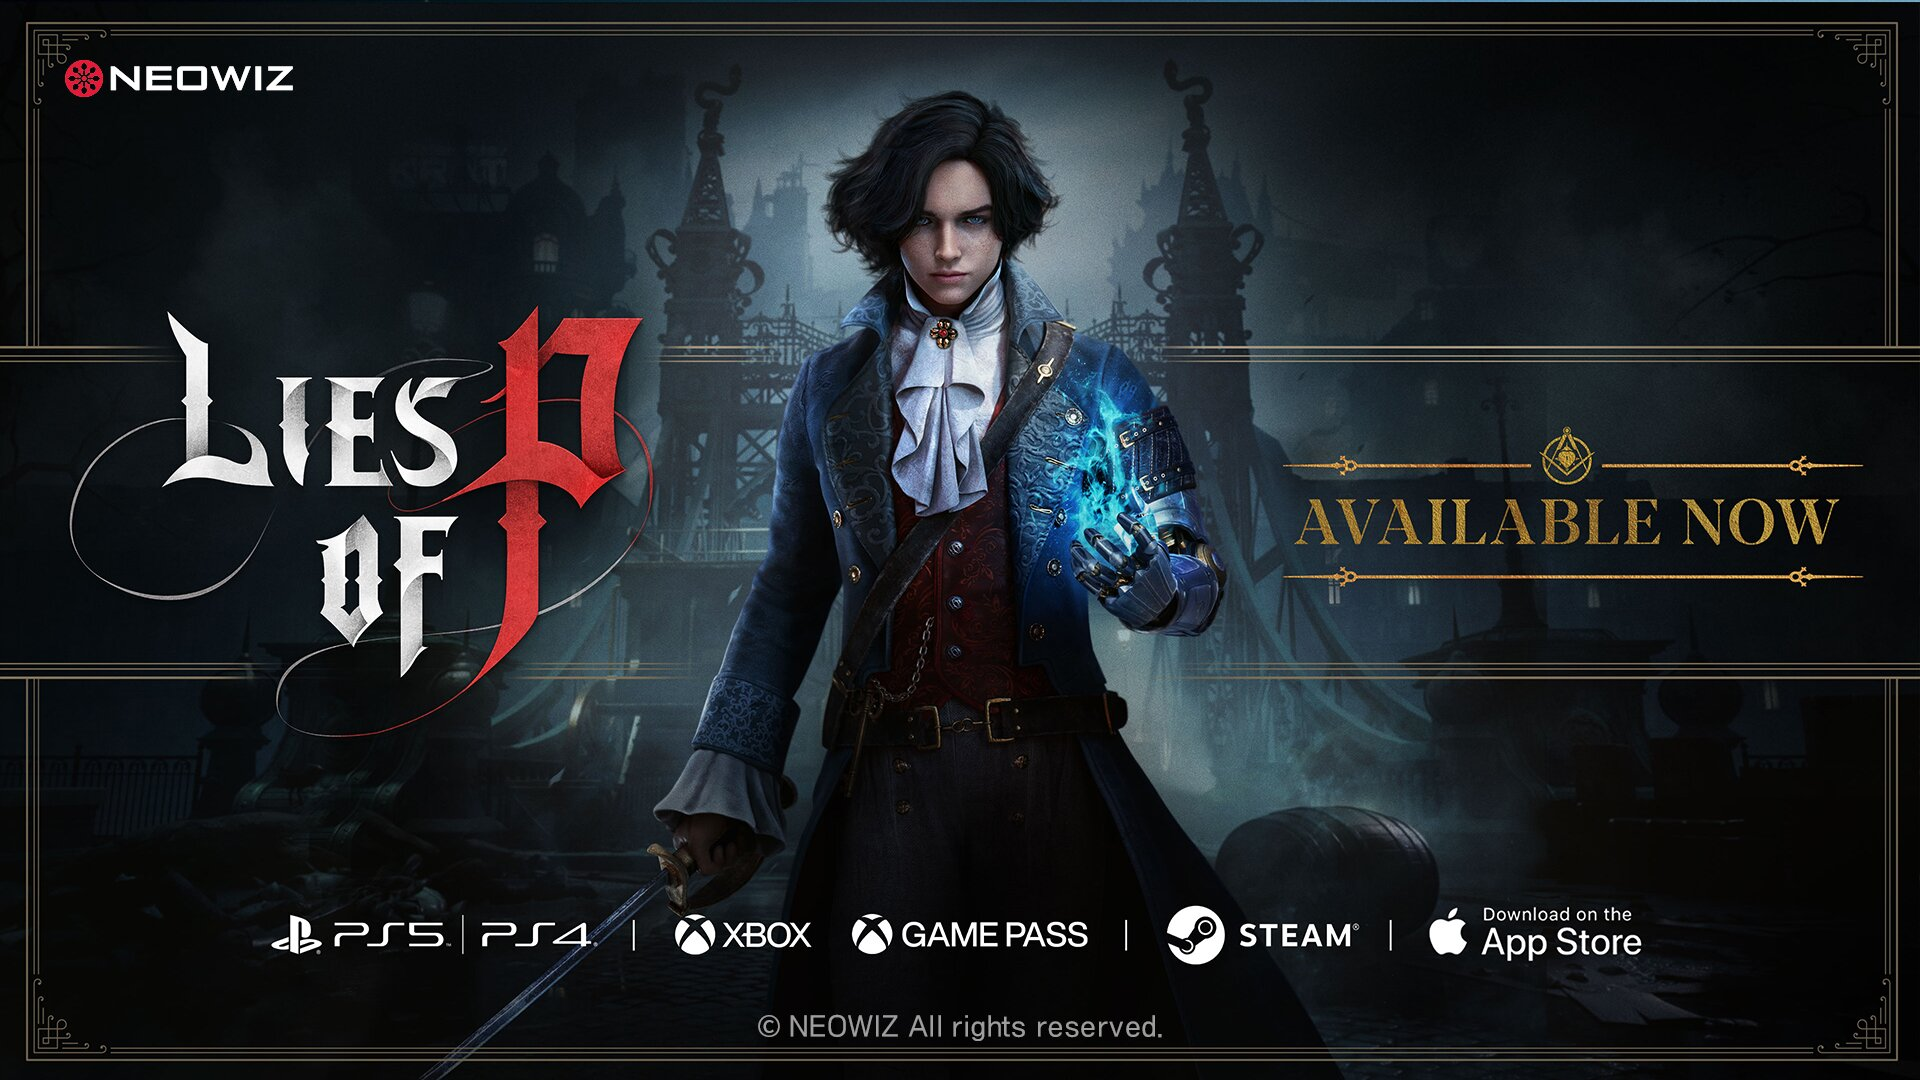 NEOWIZ
LIES
OF P
AVAILABLE NOW
PS5 | PS4 | XBOX GAME PASS | STEAM | Download on the App Store
© NEOWIZ All rights reserved.